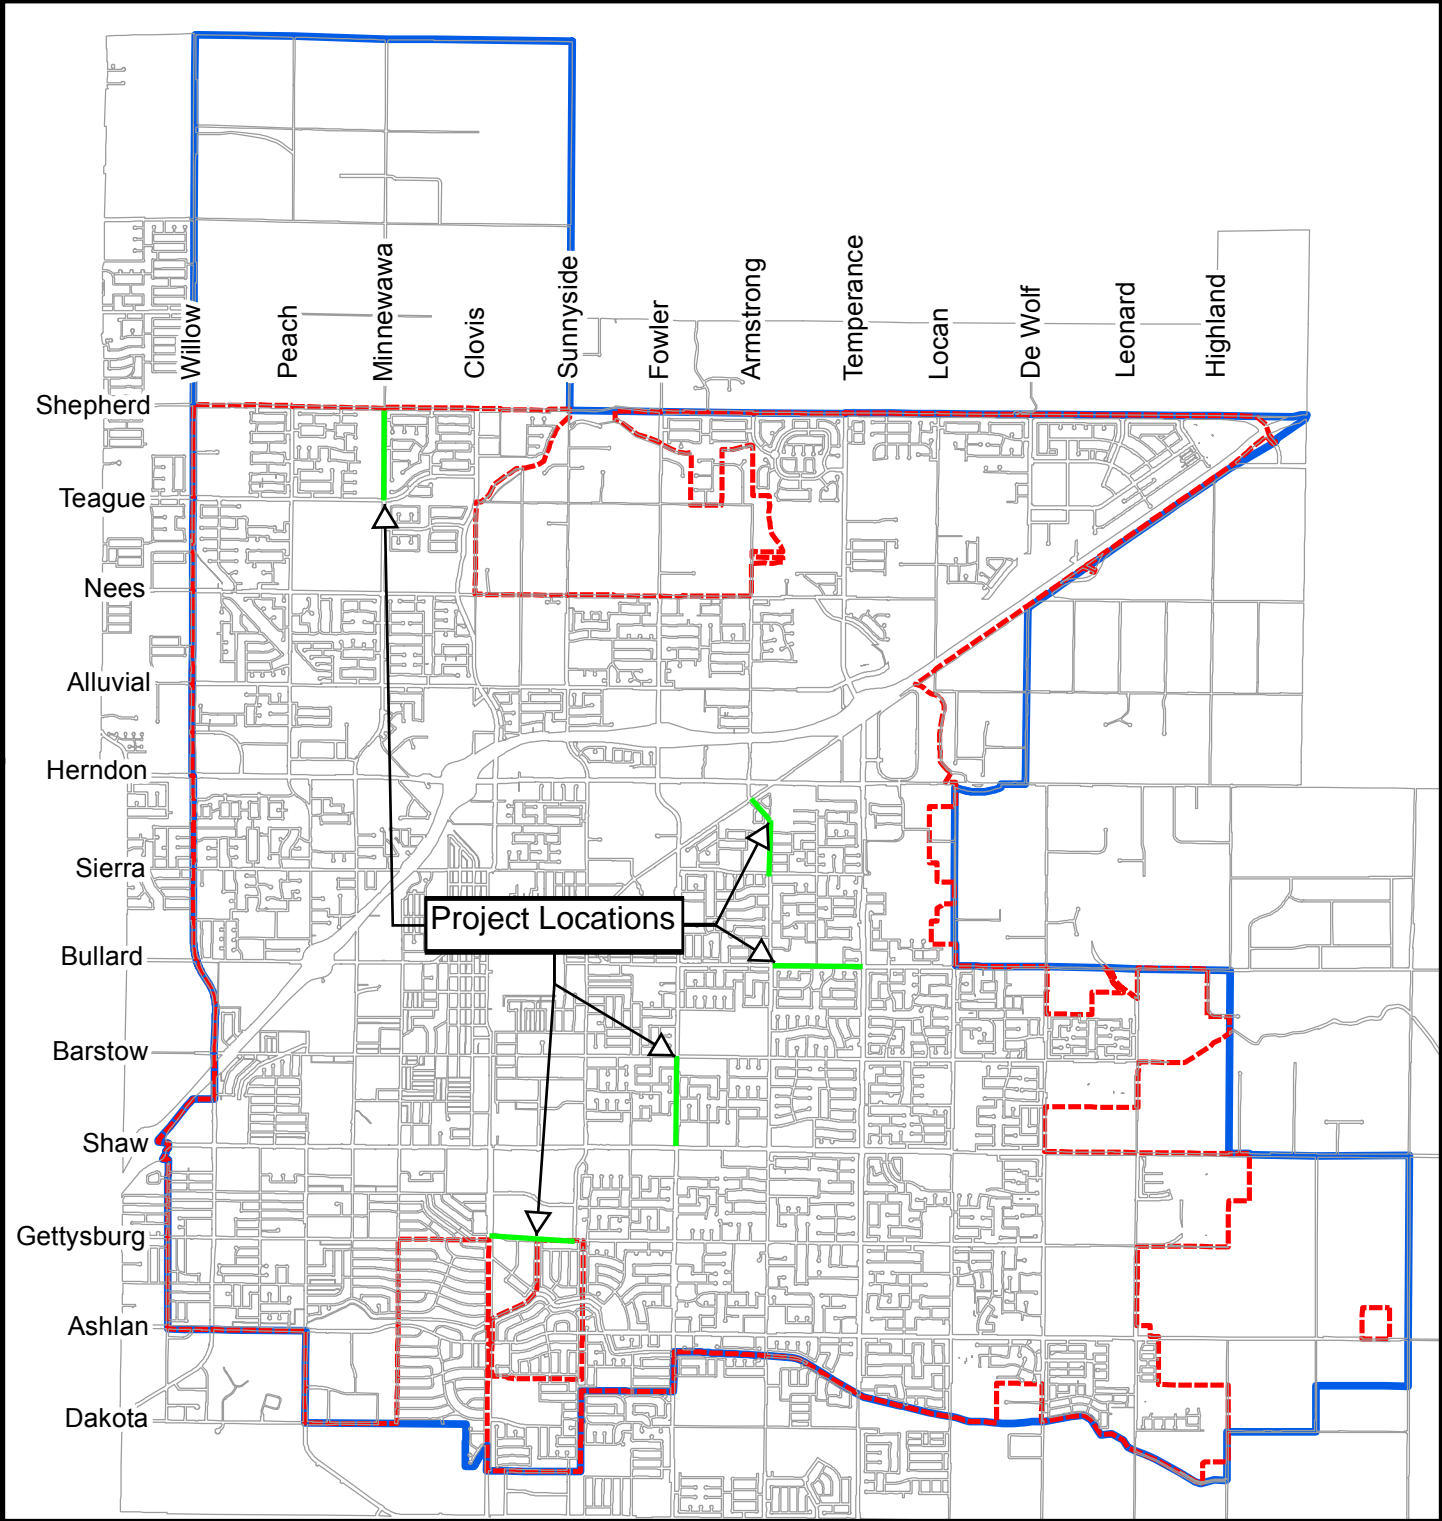 Willow
Peach
Minnewawa
Clovis
Sunnyside
Fowler
Armstrong
Temperance
Locan
De Wolf
Leonard
Highland
Shepherd
Teague
Nees
Alluvial
Herndon
Sierra
Project Locations
Bullard
Barstow
Shaw
Gettysburg
Ashlan
Dakota